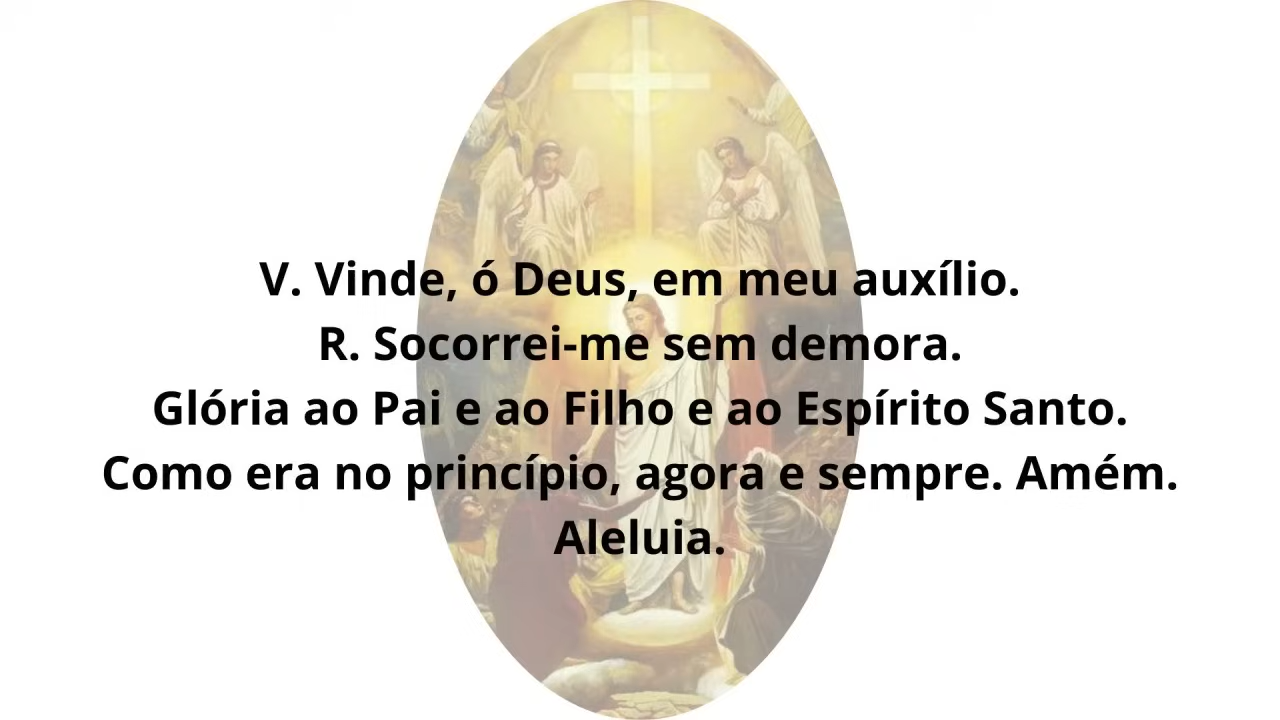 V. Vinde, ó Deus, em meu auxílio.
R. Socorrei-me sem demora.
Glória ao Pai e ao Filho e ao Espírito Santo.
Como era no princípio, agora e sempre. Amém.
Aleluia.